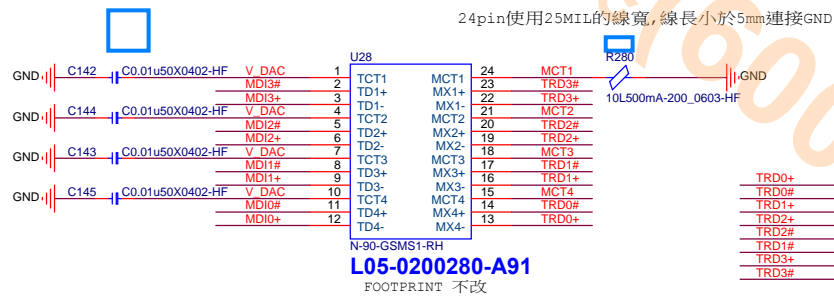 24pin使用25MIL的線寬,線長小於5mm連接GND
U28
R280
GND C142 C0.01u50X0402-HF V_DAC 1 TCT1 MCT1 24 MCT1 GND
MDI3# 2 TD1+ MX1+ 23 TRD3#
10L500mA-200_0603-HF
MDI3+ 3 TD1- MX1- 22 TRD3+
GND C144 C0.01u50X0402-HF V_DAC 4 TCT2 MCT2 21 MCT2
MDI2# 5 TD2+ MX2+ 20 TRD2#
MDI2+ 6 TD2- MX2- 19 TRD2+
GND C143 C0.01u50X0402-HF V_DAC 7 TCT3 MCT3 18 MCT3
MDI1# 8 TD3+ MX3+ 17 TRD1#
MDI1+ 9 TD3- MX3- 16 TRD1+
GND C145 C0.01u50X0402-HF V_DAC 10 TCT4 MCT4 15 MCT4
MDI0# 11 TD4+ MX4+ 14 TRD0#
MDI0+ 12 TD4- MX4- 13 TRD0+
N-90-GSMS1-RH
L05-0200280-A91
FOOTPRINT 不改
TRD0+
TRD0#
TRD1+
TRD2+
TRD2#
TRD1#
TRD3+
TRD3#